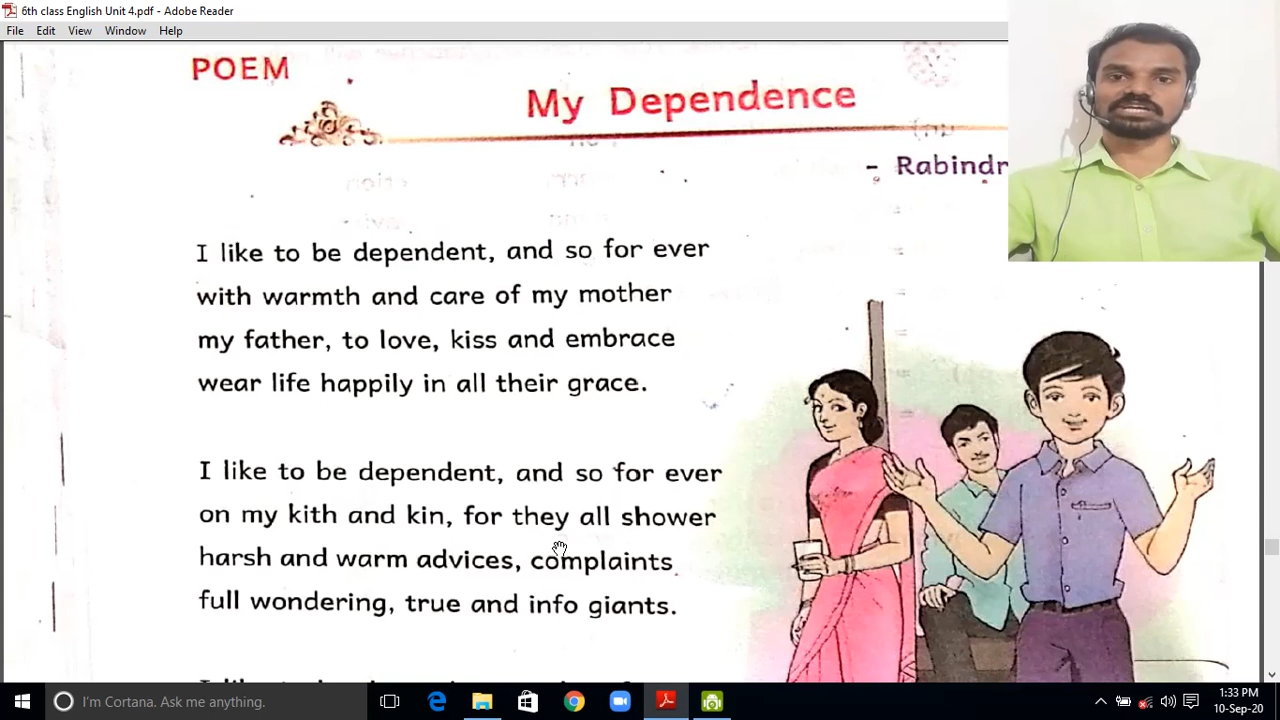 6th class English Unit 4.pdf - Adobe Reader
File Edit View Window Help
POEM
My Dependence
- Rabindr
I like to be dependent, and so for ever
with warmth and care of my mother
my father, to love, kiss and embrace
wear life happily in all their grace.
I like to be dependent, and so for ever
on my kith and kin, for they all shower
harsh and warm advices, complaints
full wondering, true and info giants.
I'm Cortana. Ask me anything.
1:33 PM
10-Sep-20